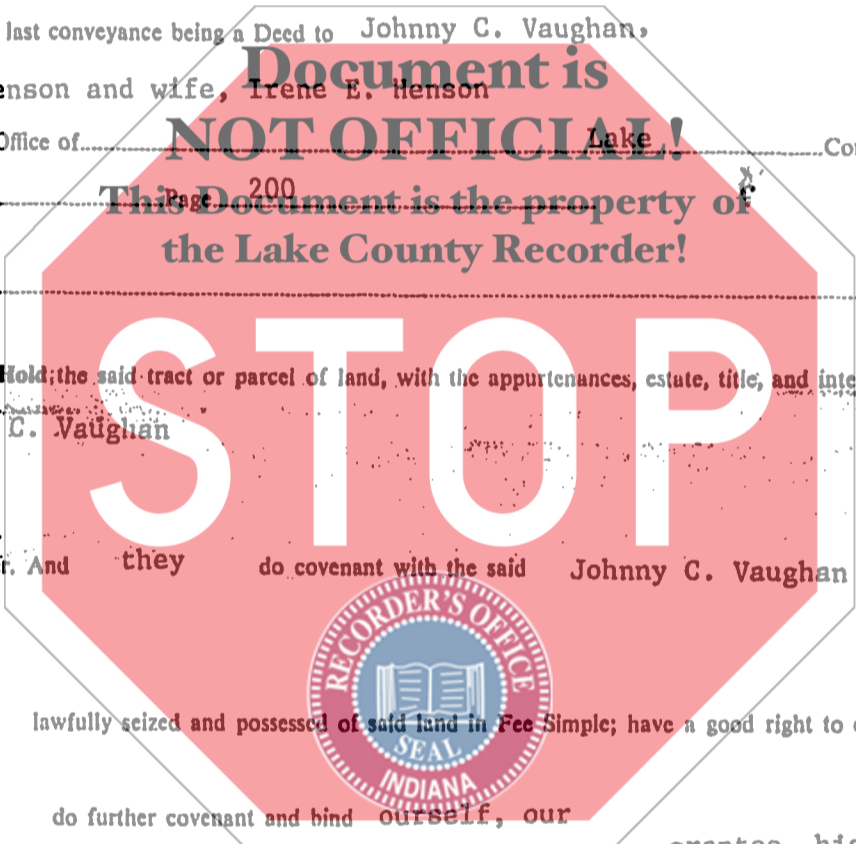 last conveyance being a Deed to Johnny C. Vaughan,
Document is
enson and wife, Irene E. Henson
NOT OFFICIAL!
Office of Lake Co
Page 200
This Document is the property of
the Lake County Recorder!
STOP
Hold; the said tract or parcel of land, with the appurtenances, estate, title, and inte
C. Vaughan
r. And they do covenant with the said Johnny C. Vaughan
RECORDER'S OFFICE
lawfully seized and possessed of said land in Fee Simple; have a good right to
SEAL
INDIANA
do further covenant and bind ourself, our